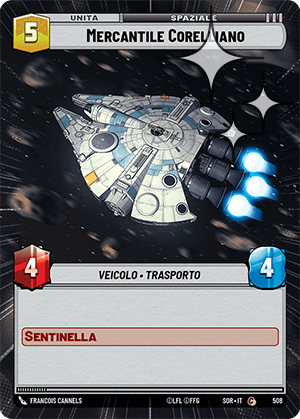 UNITÀ SPAZIALE
5 MERCANTILE CORELLIANO
4 VEICOLO • TRASPORTO 4
SENTINELLA
FRANCOIS CANNELS ©LFL ©FFG SOR • IT C 508